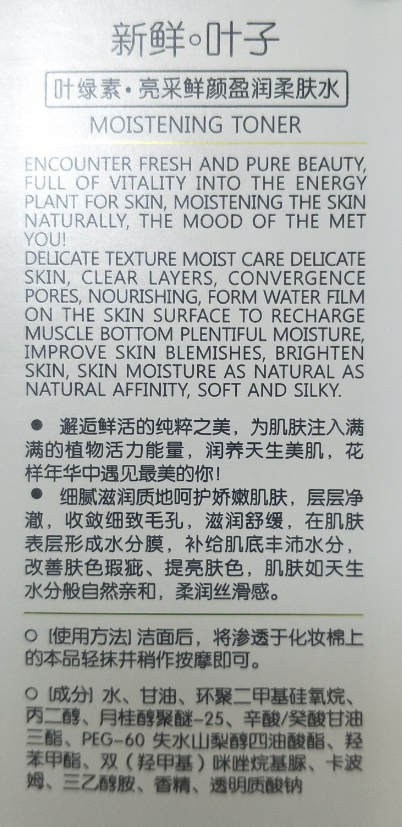 新鲜叶子
叶绿素·亮采鲜颜盈润柔肤水
MOISTENING TONER
ENCOUNTER FRESH AND PURE BEAUTY,
FULL OF VITALITY INTO THE ENERGY
PLANT FOR SKIN, MOISTENING THE SKIN
NATURALLY, THE MOOD OF THE MET
YOU!
DELICATE TEXTURE MOIST CARE DELICATE
SKIN, CLEAR LAYERS, CONVERGENCE
PORES, NOURISHING, FORM WATER FILM
ON THE SKIN SURFACE TO RECHARGE
MUSCLE BOTTOM PLENTIFUL MOISTURE,
IMPROVE SKIN BLEMISHES, BRIGHTEN
SKIN, SKIN MOISTURE AS NATURAL AS
NATURAL AFFINITY, SOFT AND SILKY.
● 邂逅鲜活的纯粹之美，为肌肤注入满
满的植物活力能量，润养天生美肌，花
样年华中遇见最美的你!
● 细腻滋润质地呵护娇嫩肌肤，层层净
澈，收敛细致毛孔，滋润舒缓，在肌肤
表层形成水分膜，补给肌底丰沛水分，
改善肤色瑕疵、提亮肤色，肌肤如天生
水分般自然亲和，柔润丝滑感。
○ [使用方法] 洁面后，将渗透于化妆棉上
的本品轻抹并稍作按摩即可。
○ [成分] 水、甘油、环聚二甲基硅氧烷、
丙二醇、月桂醇聚醚-25、辛酸/癸酸甘油
三酯、PEG-60 失水山梨醇四油酸酯、羟
苯甲酯、双（羟甲基）咪唑烷基脲、卡波
姆、三乙醇胺、香精、透明质酸钠